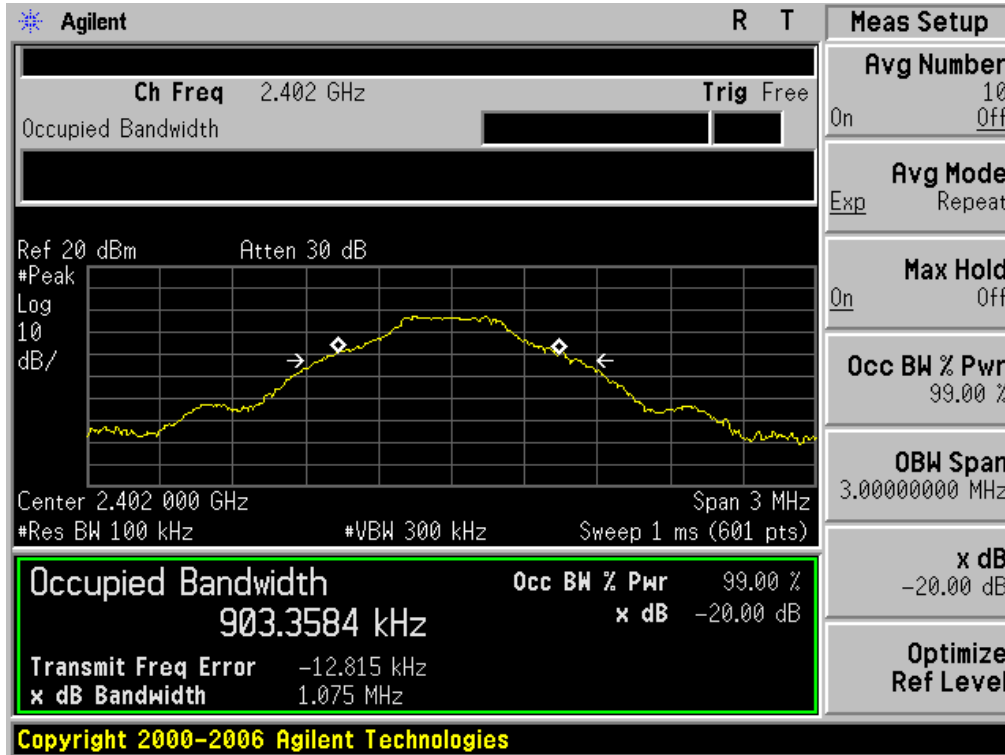 Agilent R T
Ch Freq 2.402 GHz Trig Free
Occupied Bandwidth
Ref 20 dBm Atten 30 dB
#Peak
Log
10
dB/
Center 2.402 000 GHz Span 3 MHz
#Res BW 100 kHz #VBW 300 kHz Sweep 1 ms (601 pts)
Occupied Bandwidth
903.3584 kHz
Occ BW % Pwr 99.00 %
x dB -20.00 dB
Transmit Freq Error -12.815 kHz
x dB Bandwidth 1.075 MHz
Copyright 2000-2006 Agilent Technologies
Meas Setup
Avg Number
10
On Off
Avg Mode
Exp Repeat
Max Hold
On Off
Occ BW % Pwr
99.00 %
OBW Span
3.00000000 MHz
x dB
-20.00 dB
Optimize
Ref Level